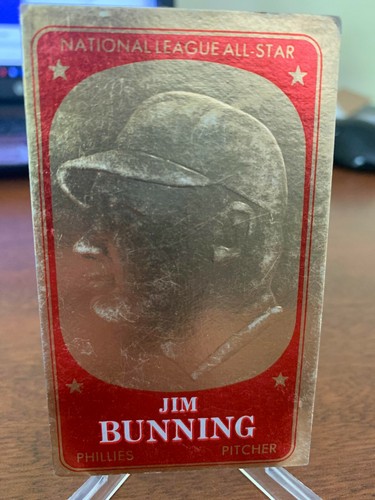 NATIONAL LEAGUE ALL-STAR
JIM
BUNNING
PHILLIES PITCHER